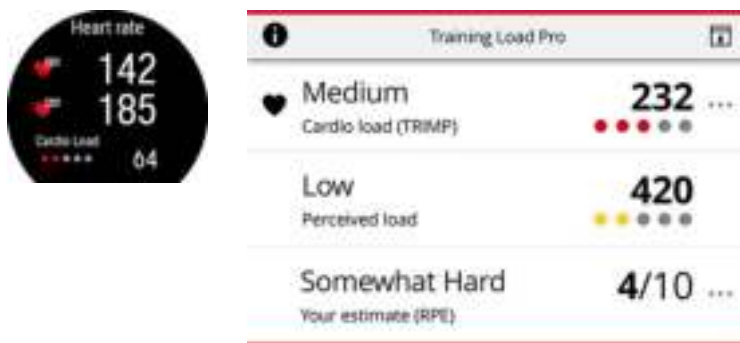 Heart rate
142
185
Cardio Load
64
Training Load Pro
Medium
232 ...
Cardio load (TRIMP)
Low
420
Perceived load
Somewhat Hard
4/10 ...
Your estimate (RPE)